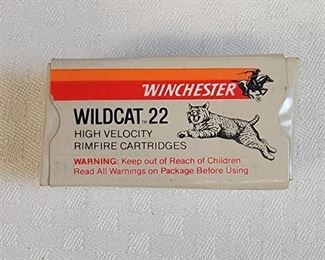 WINCHESTER
WILDCAT™ 22
HIGH VELOCITY
RIMFIRE CARTRIDGES
WARNING: Keep out of Reach of Children
Read All Warnings on Package Before Using.